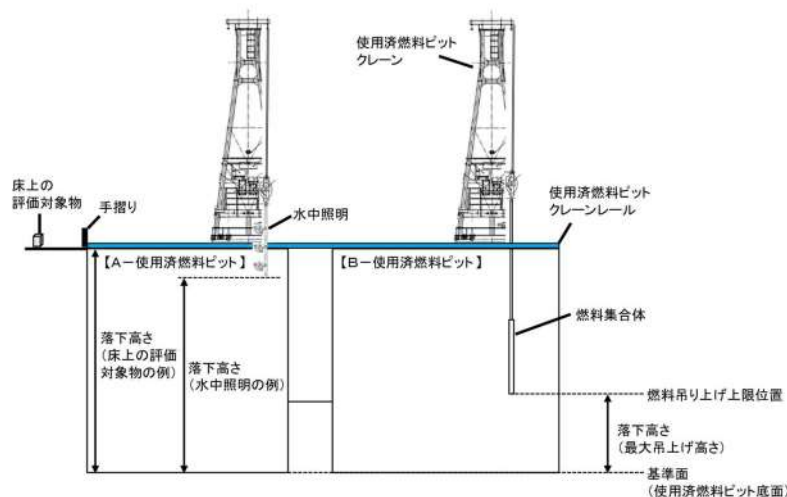 使用済燃料ピット
クレーン
床上の
評価対象物
手摺り
水中照明
使用済燃料ピット
クレーンレール
【A－使用済燃料ピット】
【B－使用済燃料ピット】
燃料集合体
落下高さ
（床上の評価
対象物の例）
落下高さ
（水中照明の例）
燃料吊り上げ上限位置
落下高さ
（最大吊上げ高さ）
基準面
（使用済燃料ピット底面）